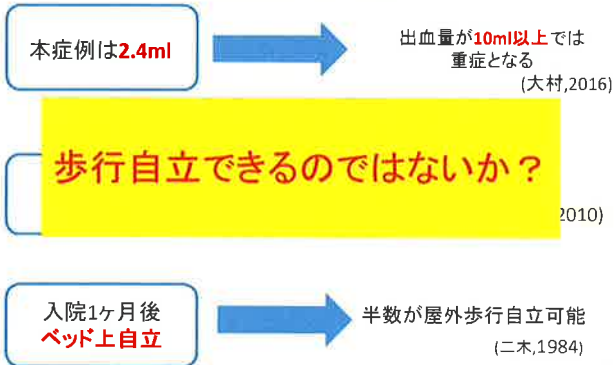 本症例は2.4ml
出血量が10ml以上では
重症となる
(大村,2016)
歩行自立できるのではないか？
2010)
入院1ヶ月後
ベッド上自立
半数が屋外歩行自立可能
(二木,1984)